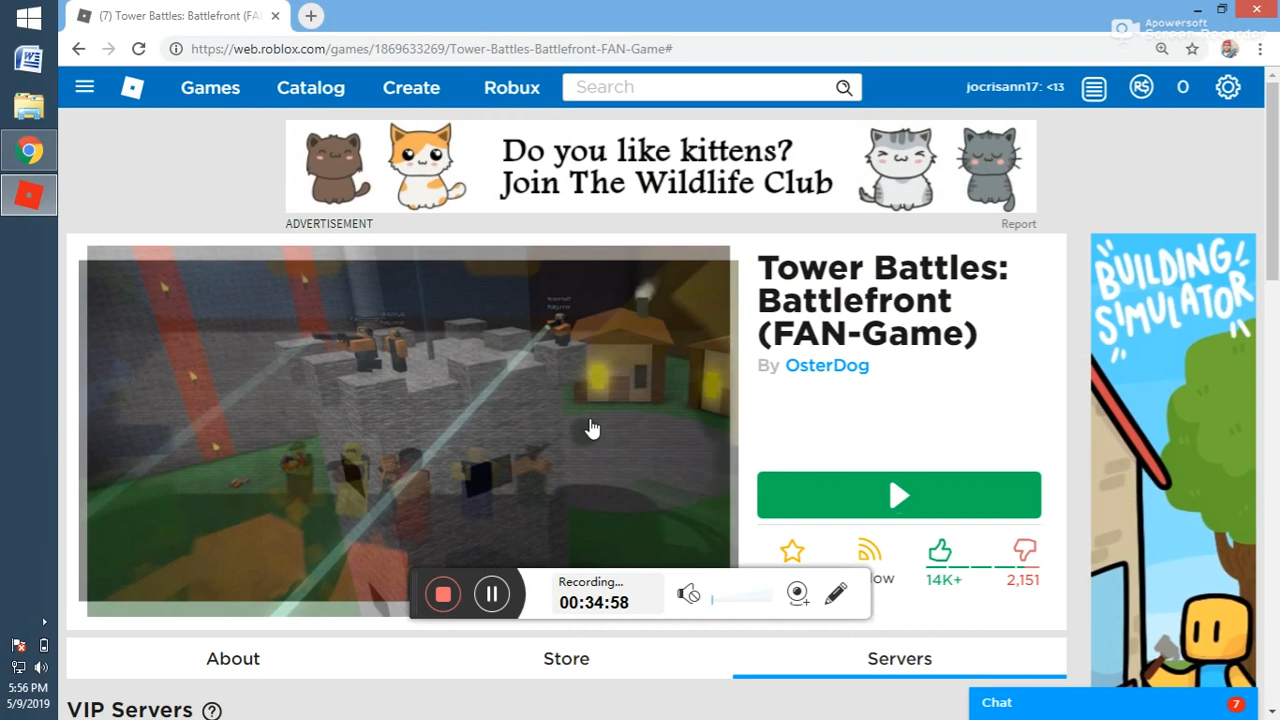 (7) Tower Battles: Battlefront (FA
Apowersoft
Screen Recorder
https://web.roblox.com/games/1869633269/Tower-Battles-Battlefront-FAN-Game#
Games
Catalog
Create
Robux
Search
jocrisann17: <13
R$
0
Do you like kittens?
Join The Wildlife Club
ADVERTISEMENT
Report
Tower Battles:
Battlefront
(FAN-Game)
By OsterDog
BUILDING
SIMULATOR
14K+
2,151
low
Recording...
00:34:58
About
Store
Servers
VIP Servers ?
Chat
7
5:56 PM
5/9/2019